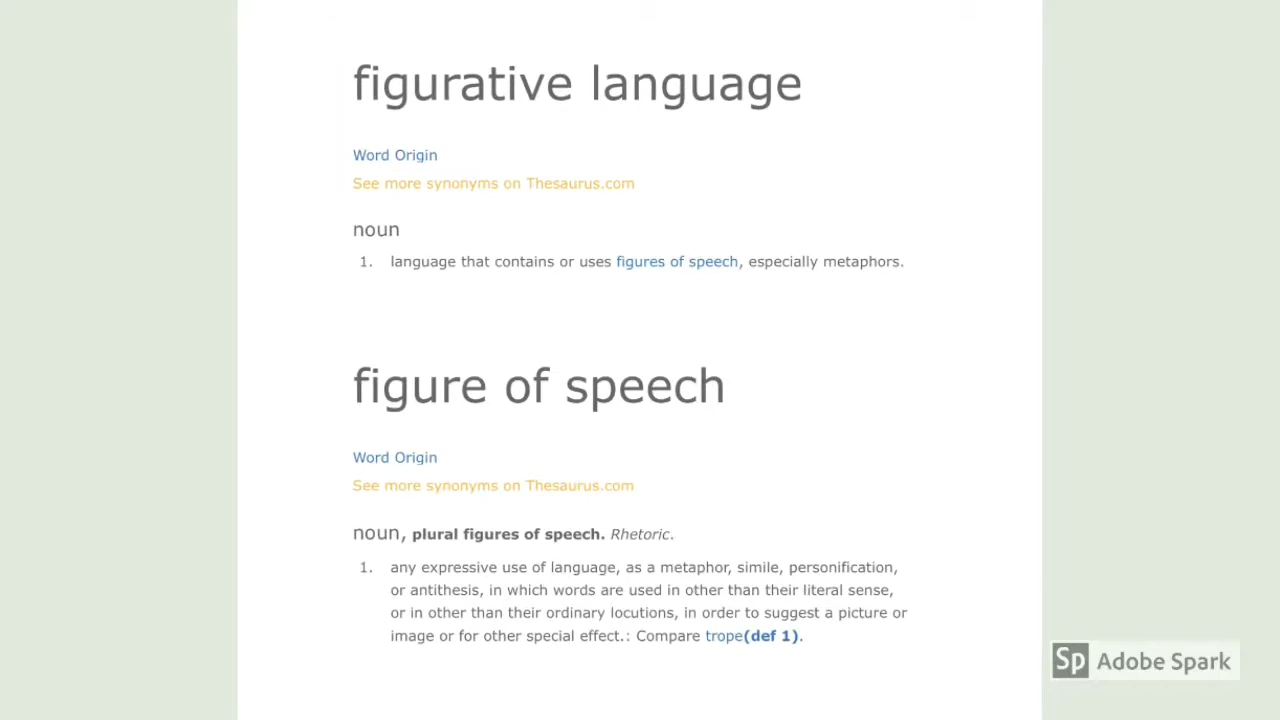 figurative language
Word Origin
See more synonyms on Thesaurus.com
noun
1. language that contains or uses figures of speech, especially metaphors.
figure of speech
Word Origin
See more synonyms on Thesaurus.com
noun, plural figures of speech. Rhetoric.
1. any expressive use of language, as a metaphor, simile, personification,
or antithesis, in which words are used in other than their literal sense,
or in other than their ordinary locutions, in order to suggest a picture or
image or for other special effect.: Compare trope(def 1).
Sp Adobe Spark